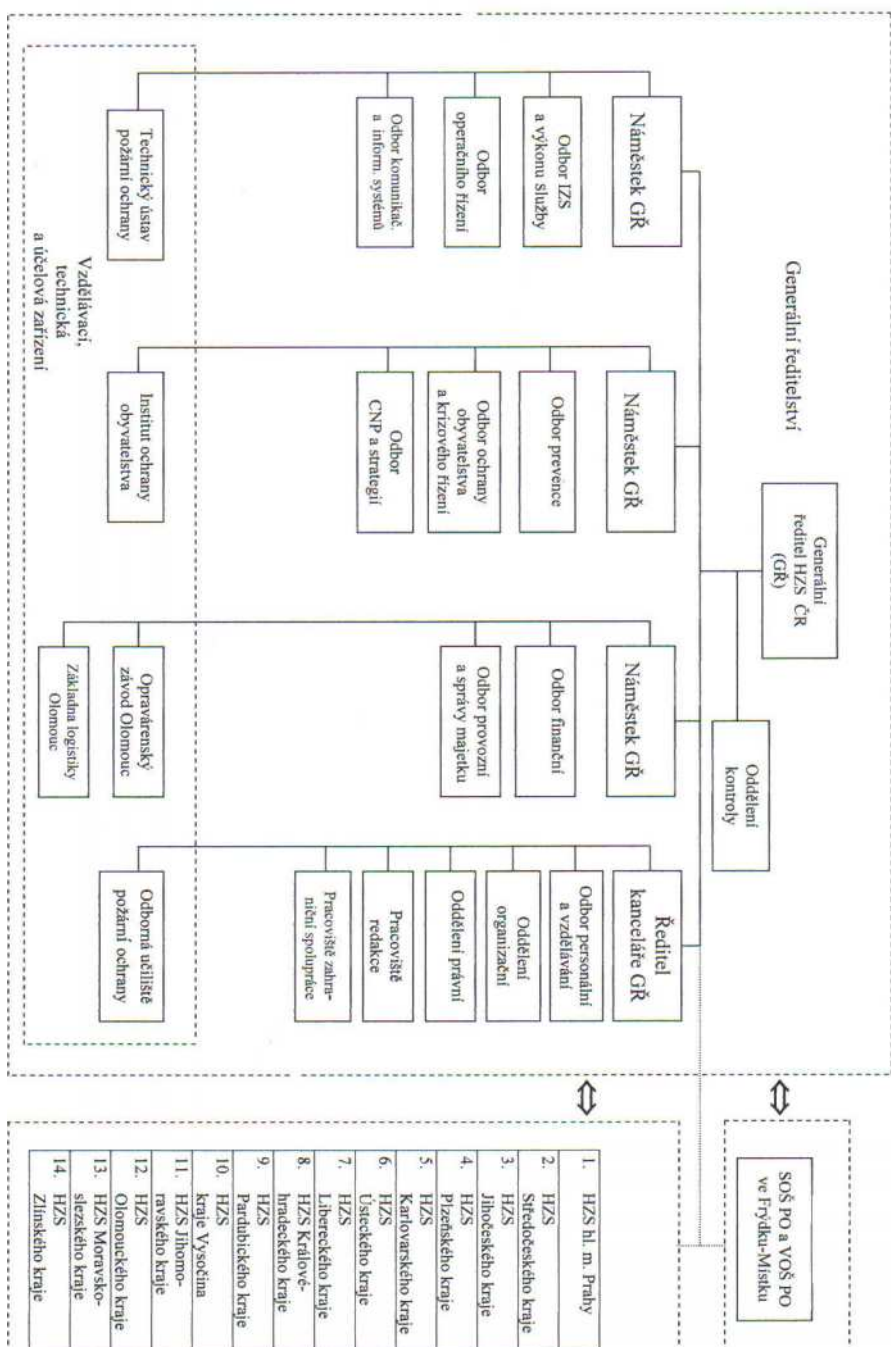 Generální ředitelství
Generální
ředitel HZS ČR
(GŘ)
Oddělení
kontroly
Náměstek GŘ
Odbor IZS
a výkonu služby
Odbor
operačního řízení
Odbor komunikač.
a inform. systémů
Technický ústav
požární ochrany
Náměstek GŘ
Odbor prevence
Odbor ochrany
obyvatelstva
a krizového řízení
Odbor
CNP a strategií
Institut ochrany
obyvatelstva
Náměstek GŘ
Odbor finanční
Odbor provozní
a správy majetku
Opravárenský
závod Olomouc
Základna logistiky
Olomouc
Ředitel
kanceláře GŘ
Odbor personální
a vzdělávání
Oddělení
organizační
Oddělení právní
Pracoviště
redakce
Pracoviště zahra-
niční spolupráce
Odborná učiliště
požární ochrany
Vzdělávací,
technická
a účelová zařízení
SOŠ PO a VOŠ PO
ve Frýdku-Místku
1. HZS hl. m. Prahy
2. HZS
Středočeského kraje
3. HZS
Jihočeského kraje
4. HZS
Plzeňského kraje
5. HZS
Karlovarského kraje
6. HZS
Ústeckého kraje
7. HZS
Libereckého kraje
8. HZS Králové-
hradeckého kraje
9. HZS
Pardubického kraje
10. HZS
kraje Vysočina
11. HZS Jihomo-
ravského kraje
12. HZS
Olomouckého kraje
13. HZS Moravsko-
slezského kraje
14. HZS
Zlínského kraje